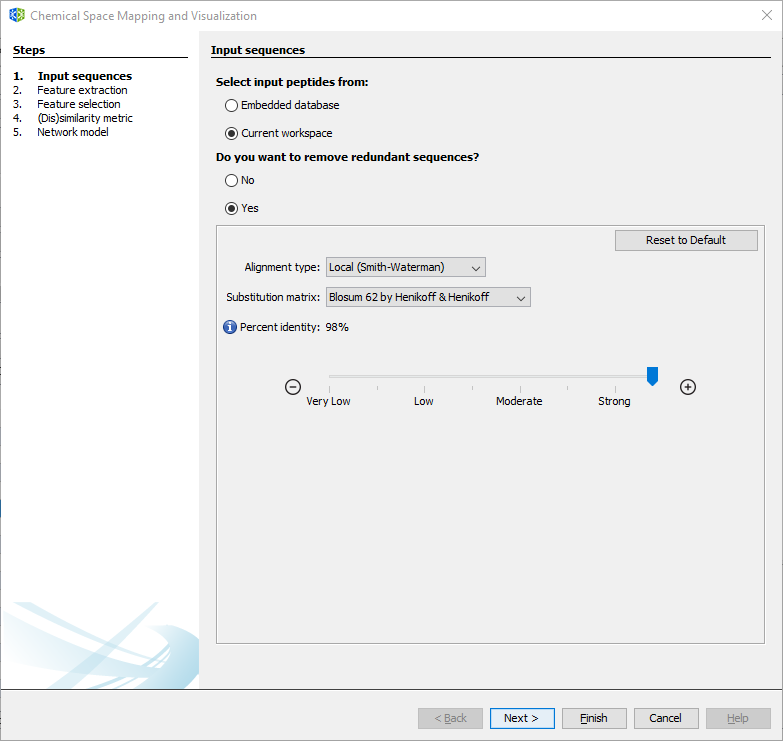 Chemical Space Mapping and Visualization
Steps
1. Input sequences
2. Feature extraction
3. Feature selection
4. (Dis)similarity metric
5. Network model
Input sequences
Select input peptides from:
Embedded database
Current workspace
Do you want to remove redundant sequences?
No
Yes
Reset to Default
Alignment type: Local (Smith-Waterman)
Substitution matrix: Blosum 62 by Henikoff & Henikoff
Percent identity: 98%
Very Low Low Moderate Strong
< Back Next > Finish Cancel Help